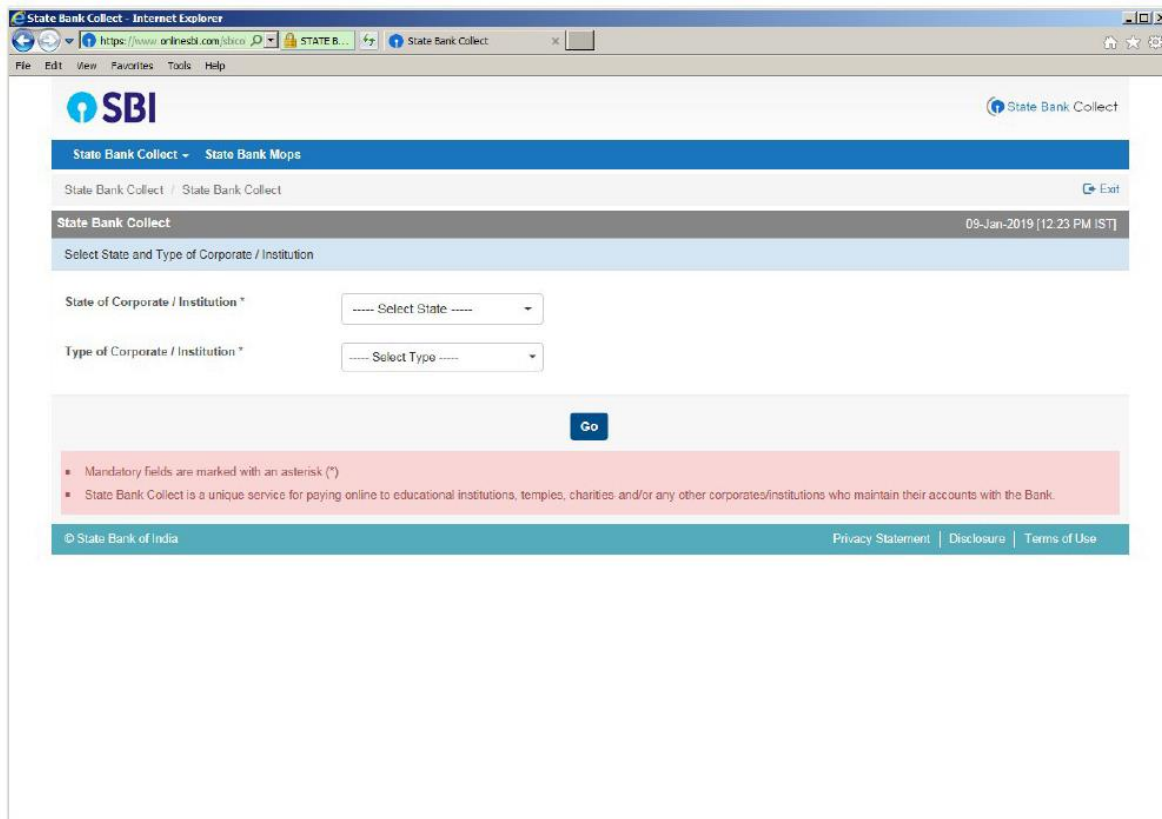 State Bank Collect - Internet Explorer
https://www.onlinesbi.com/sbico STATE B... State Bank Collect
File Edit View Favorites Tools Help
SBI
State Bank Collect
State Bank Collect State Bank Mops
State Bank Collect / State Bank Collect Exit
State Bank Collect 09-Jan-2019 [12:23 PM IST]
Select State and Type of Corporate / Institution
State of Corporate / Institution * ----- Select State -----
Type of Corporate / Institution * ----- Select Type -----
Go
Mandatory fields are marked with an asterisk (*)
State Bank Collect is a unique service for paying online to educational institutions, temples, charities and/or any other corporates/institutions who maintain their accounts with the Bank.
© State Bank of India Privacy Statement | Disclosure | Terms of Use